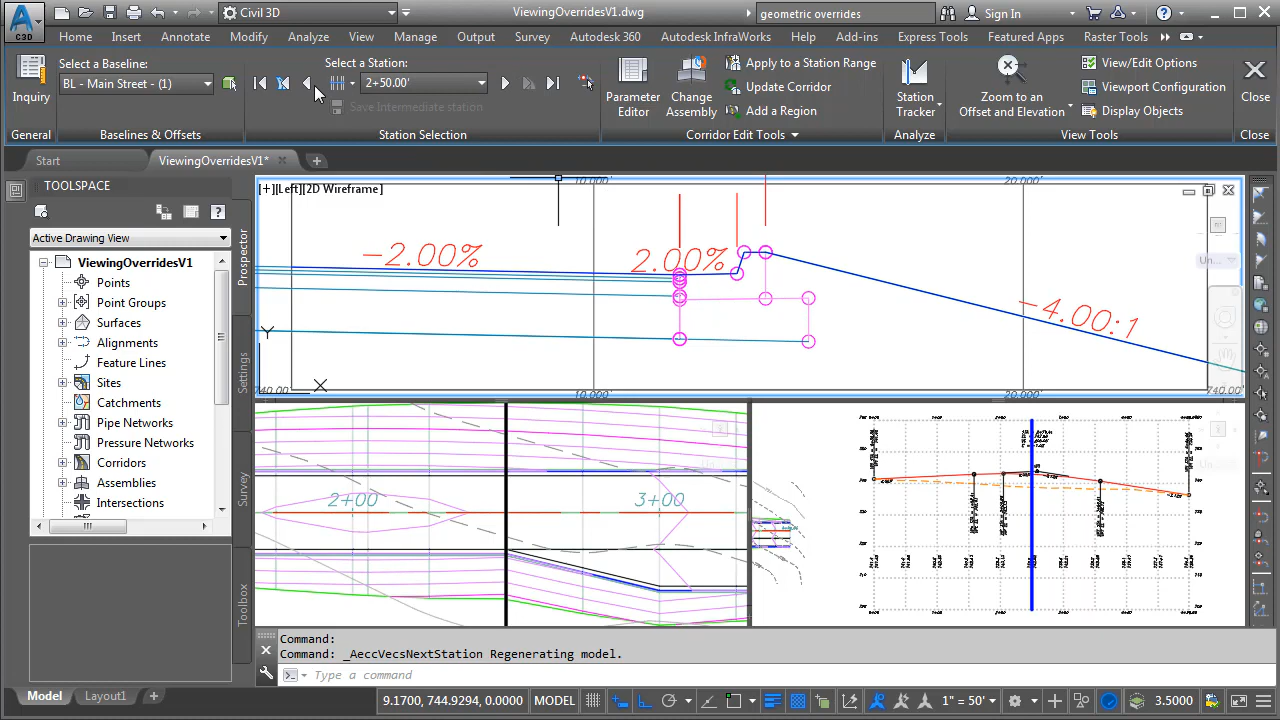 Civil 3D
ViewingOverridesV1.dwg
geometric overrides
Sign In
C3D
Home
Insert
Annotate
Modify
Analyze
View
Manage
Output
Survey
Autodesk 360
Autodesk InfraWorks
Help
Add-ins
Express Tools
Featured Apps
Raster Tools
Select a Baseline:
BL - Main Street - (1)
Inquiry
General
Baselines & Offsets
Select a Station:
2+50.00'
Save Intermediate station
Station Selection
Parameter
Editor
Change
Assembly
Apply to a Station Range
Update Corridor
Add a Region
Corridor Edit Tools
Station
Tracker
Analyze
Zoom to an
Offset and Elevation
View/Edit Options
Viewport Configuration
Display Objects
View Tools
Close
Close
Start
ViewingOverridesV1*
TOOLSPACE
Active Drawing View
ViewingOverridesV1
Points
Point Groups
Surfaces
Alignments
Feature Lines
Sites
Catchments
Pipe Networks
Pressure Networks
Corridors
Assemblies
Intersections
Prospector
Settings
Survey
Toolbox
[+][Left][2D Wireframe]
10.000'
20.000'
-2.00%
2.00%
-4.00:1
Un...
Y
X
10.000'
20.000'
740.00'
2+00
3+00
Command:
Command: _AeccVecsNextStation Regenerating model.
Type a command
Model
Layout1
9.1700, 744.9294, 0.0000
MODEL
1" = 50'
3.5000